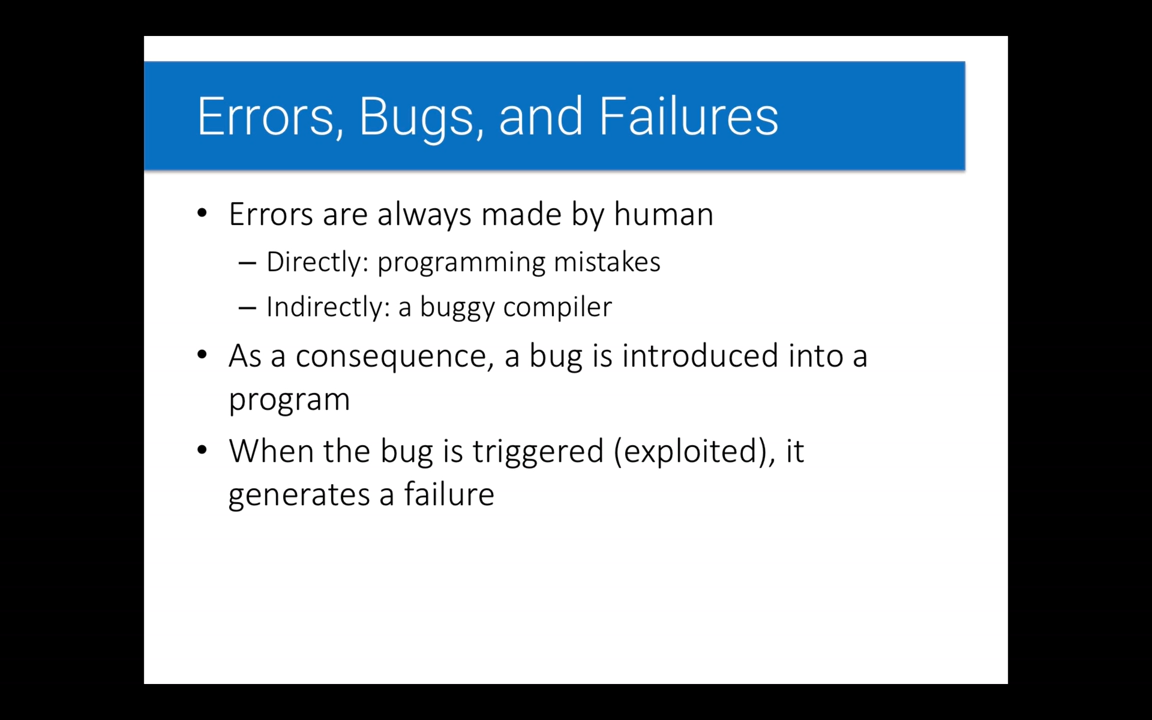 Errors, Bugs, and Failures
• Errors are always made by human
– Directly: programming mistakes
– Indirectly: a buggy compiler
• As a consequence, a bug is introduced into a
program
• When the bug is triggered (exploited), it
generates a failure